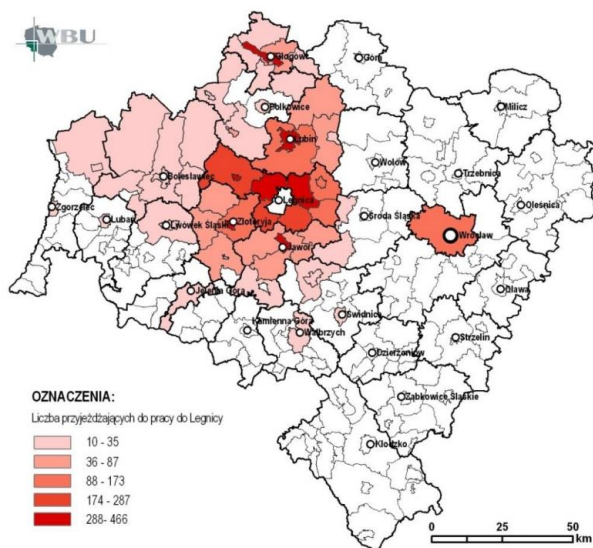 WBU
Głogów
Góra
Polkowice
Milicz
Lubin
Wołów
Trzebnica
Bolesławiec
Legnica
Oleśnica
Zgorzelec
Lubań
Lwówek Śląski
Złotoryja
Środa Śląska
Wrocław
Jawor
Jelenia Góra
Oława
Świdnica
Kamienna Góra
Wałbrzych
Strzelin
Dzierżoniów
Ząbkowice Śląskie
Kłodzko
OZNACZENIA:
Liczba przyjeżdżających do pracy do Legnicy
10 - 35
36 - 87
88 - 173
174 - 287
288- 466
0 25 50
km